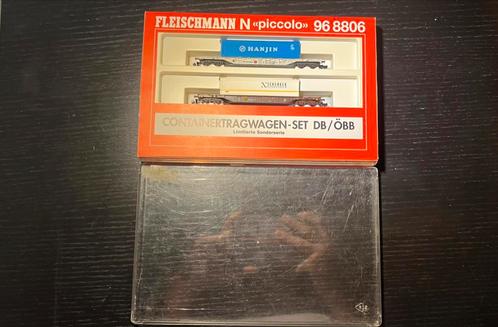 FLEISCHMANN N «piccolo» 96 8806
HANJIN
CONTAINERTRAGWAGEN-SET DB/ÖBB
Limitierte Sonderserie